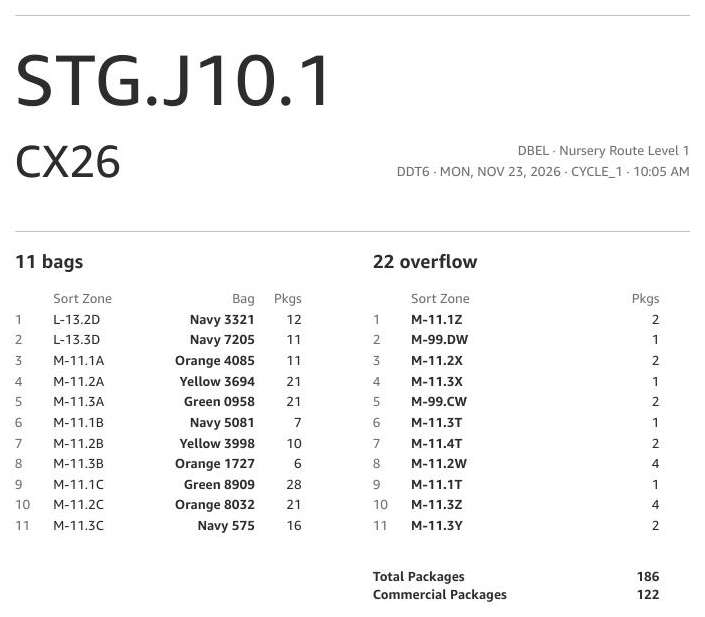 STG.J10.1
CX26
DBEL · Nursery Route Level 1
DDT6 · MON, NOV 23, 2026 · CYCLE_1 · 10:05 AM
11 bags
Sort Zone Bag Pkgs
1 L-13.2D Navy 3321 12
2 L-13.3D Navy 7205 11
3 M-11.1A Orange 4085 11
4 M-11.2A Yellow 3694 21
5 M-11.3A Green 0958 21
6 M-11.1B Navy 5081 7
7 M-11.2B Yellow 3998 10
8 M-11.3B Orange 1727 6
9 M-11.1C Green 8909 28
10 M-11.2C Orange 8032 21
11 M-11.3C Navy 575 16
22 overflow
Sort Zone Pkgs
1 M-11.1Z 2
2 M-99.DW 1
3 M-11.2X 2
4 M-11.3X 1
5 M-99.CW 2
6 M-11.3T 1
7 M-11.4T 2
8 M-11.2W 4
9 M-11.1T 1
10 M-11.3Z 4
11 M-11.3Y 2
Total Packages 186
Commercial Packages 122